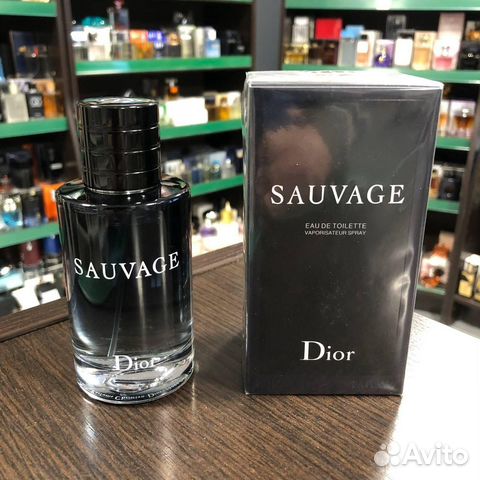 SAUVAGE
Dior
SAUVAGE
EAU DE TOILETTE
VAPORISATEUR SPRAY
Dior
Avito